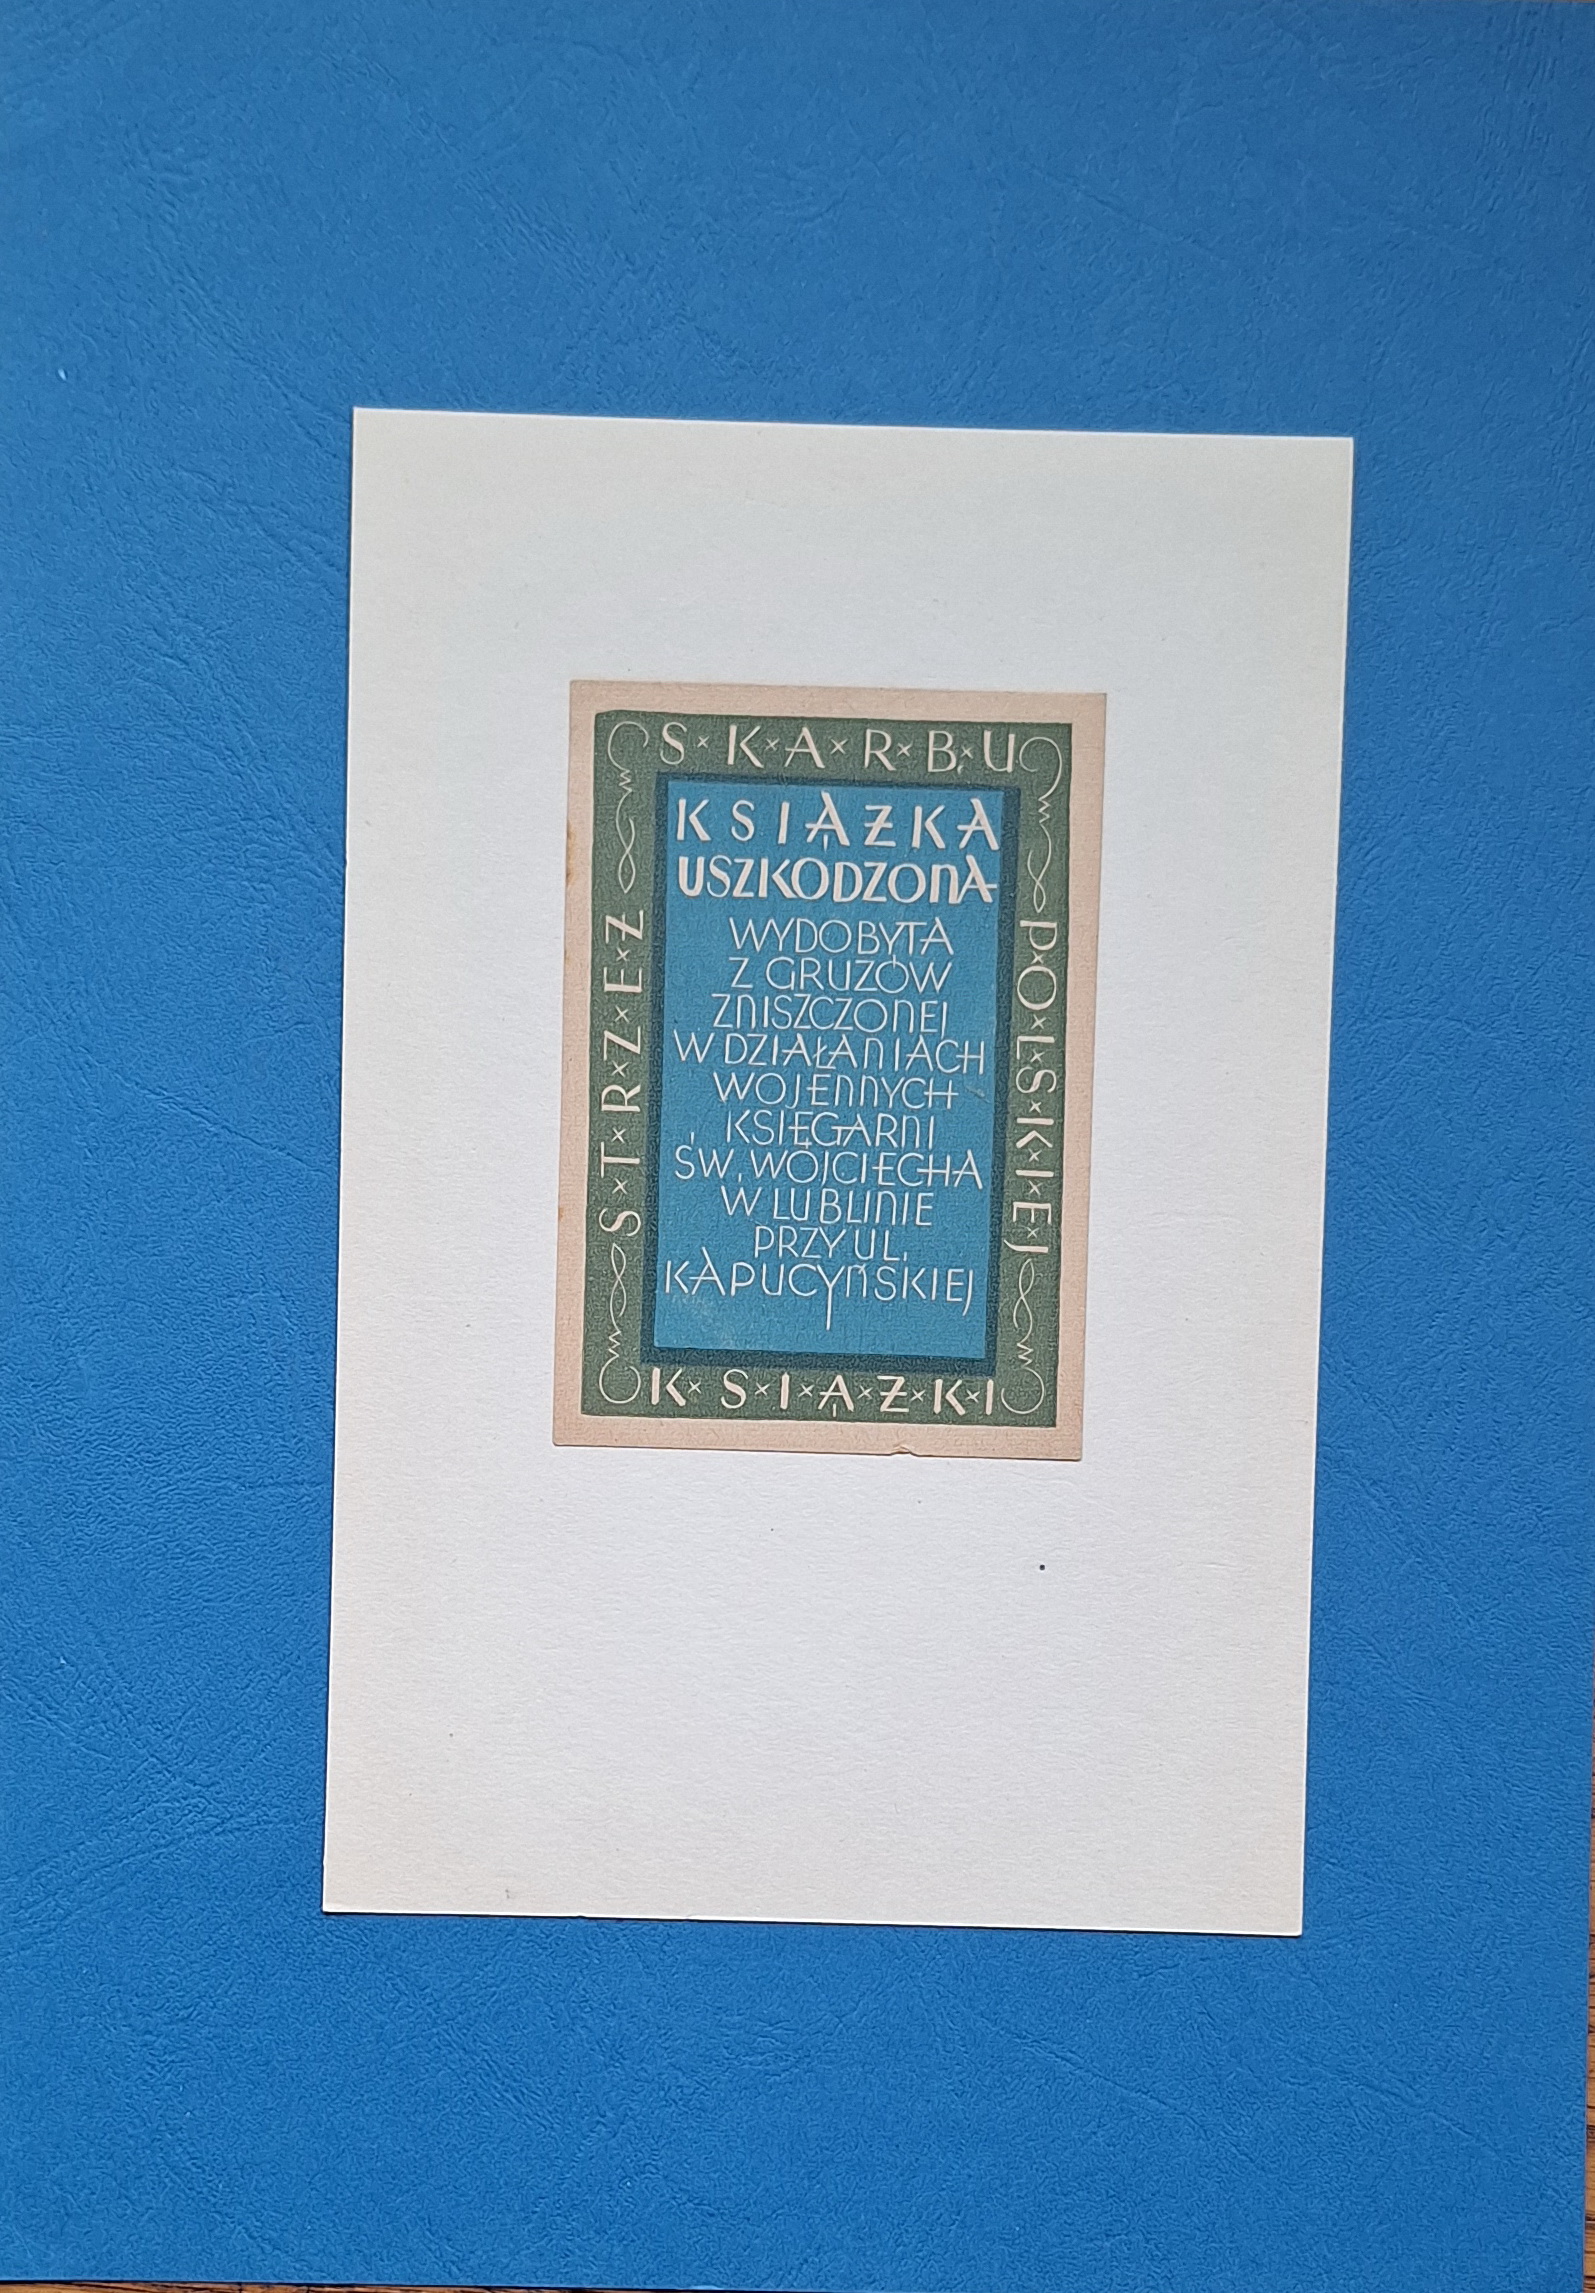 STRZEŻ
SKARBU
POLSKIEJ
KSIĄŻKI
KSIĄŻKA
USZKODZONA
WYDOBYTA
Z GRUZÓW
ZNISZCZONEJ
W DZIAŁANIACH
WOJENNYCH
KSIĘGARNI
ŚW. WOJCIECHA
W LUBLINIE
PRZY UL.
KAPUCYŃSKIEJ